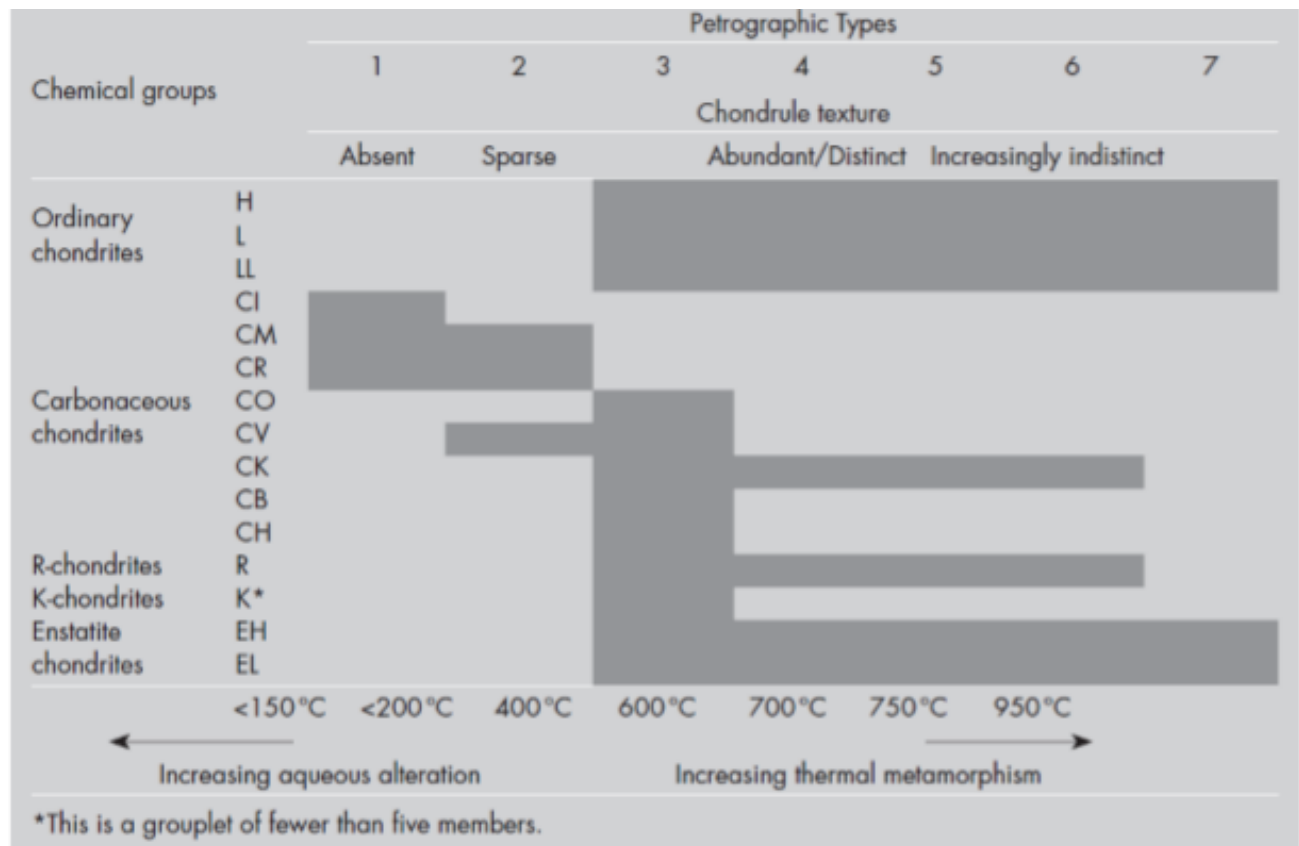 Petrographic Types
1 2 3 4 5 6 7
Chemical groups
Chondrule texture
Absent Sparse Abundant/Distinct Increasingly indistinct
Ordinary chondrites
H
L
LL
CI
CM
CR
Carbonaceous chondrites
CO
CV
CK
CB
CH
R-chondrites R
K-chondrites K*
Enstatite EH
chondrites EL
<150°C <200°C 400°C 600°C 700°C 750°C 950°C
Increasing aqueous alteration Increasing thermal metamorphism
*This is a grouplet of fewer than five members.